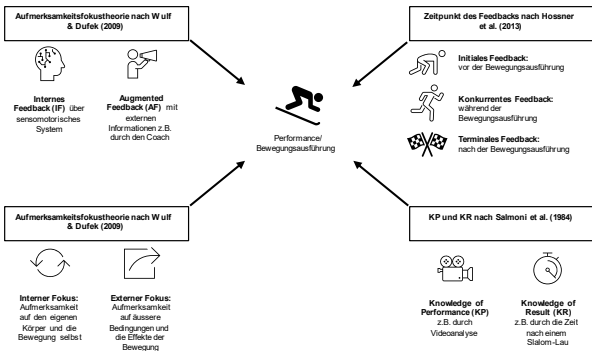 Aufmerksamkeitsfokustheorie nach Wulf
& Dufek (2009)
Internes
Feedback (IF) über
sensomotorisches
System
Augmented
Feedback (AF) mit
externen
Informationen z.B.
durch den Coach
Performance/
Bewegungsausführung
Zeitpunkt des Feedbacks nach Hossner
et al. (2013)
Initiales Feedback:
vor der Bewegungsausführung
Konkurrentes Feedback:
während der
Bewegungsausführung
Terminales Feedback:
nach der Bewegungsausführung
Aufmerksamkeitsfokustheorie nach Wulf
& Dufek (2009)
Interner Fokus:
Aufmerksamkeit
auf den eigenen
Körper und die
Bewegung selbst
Externer Fokus:
Aufmerksamkeit
auf äussere
Bedingungen und
die Effekte der
Bewegung
KP und KR nach Salmoni et al. (1984)
Knowledge of
Performance (KP)
z.B. durch
Videoanalyse
Knowledge of
Result (KR)
z.B. durch die Zeit
nach einem
Slalom-Lau